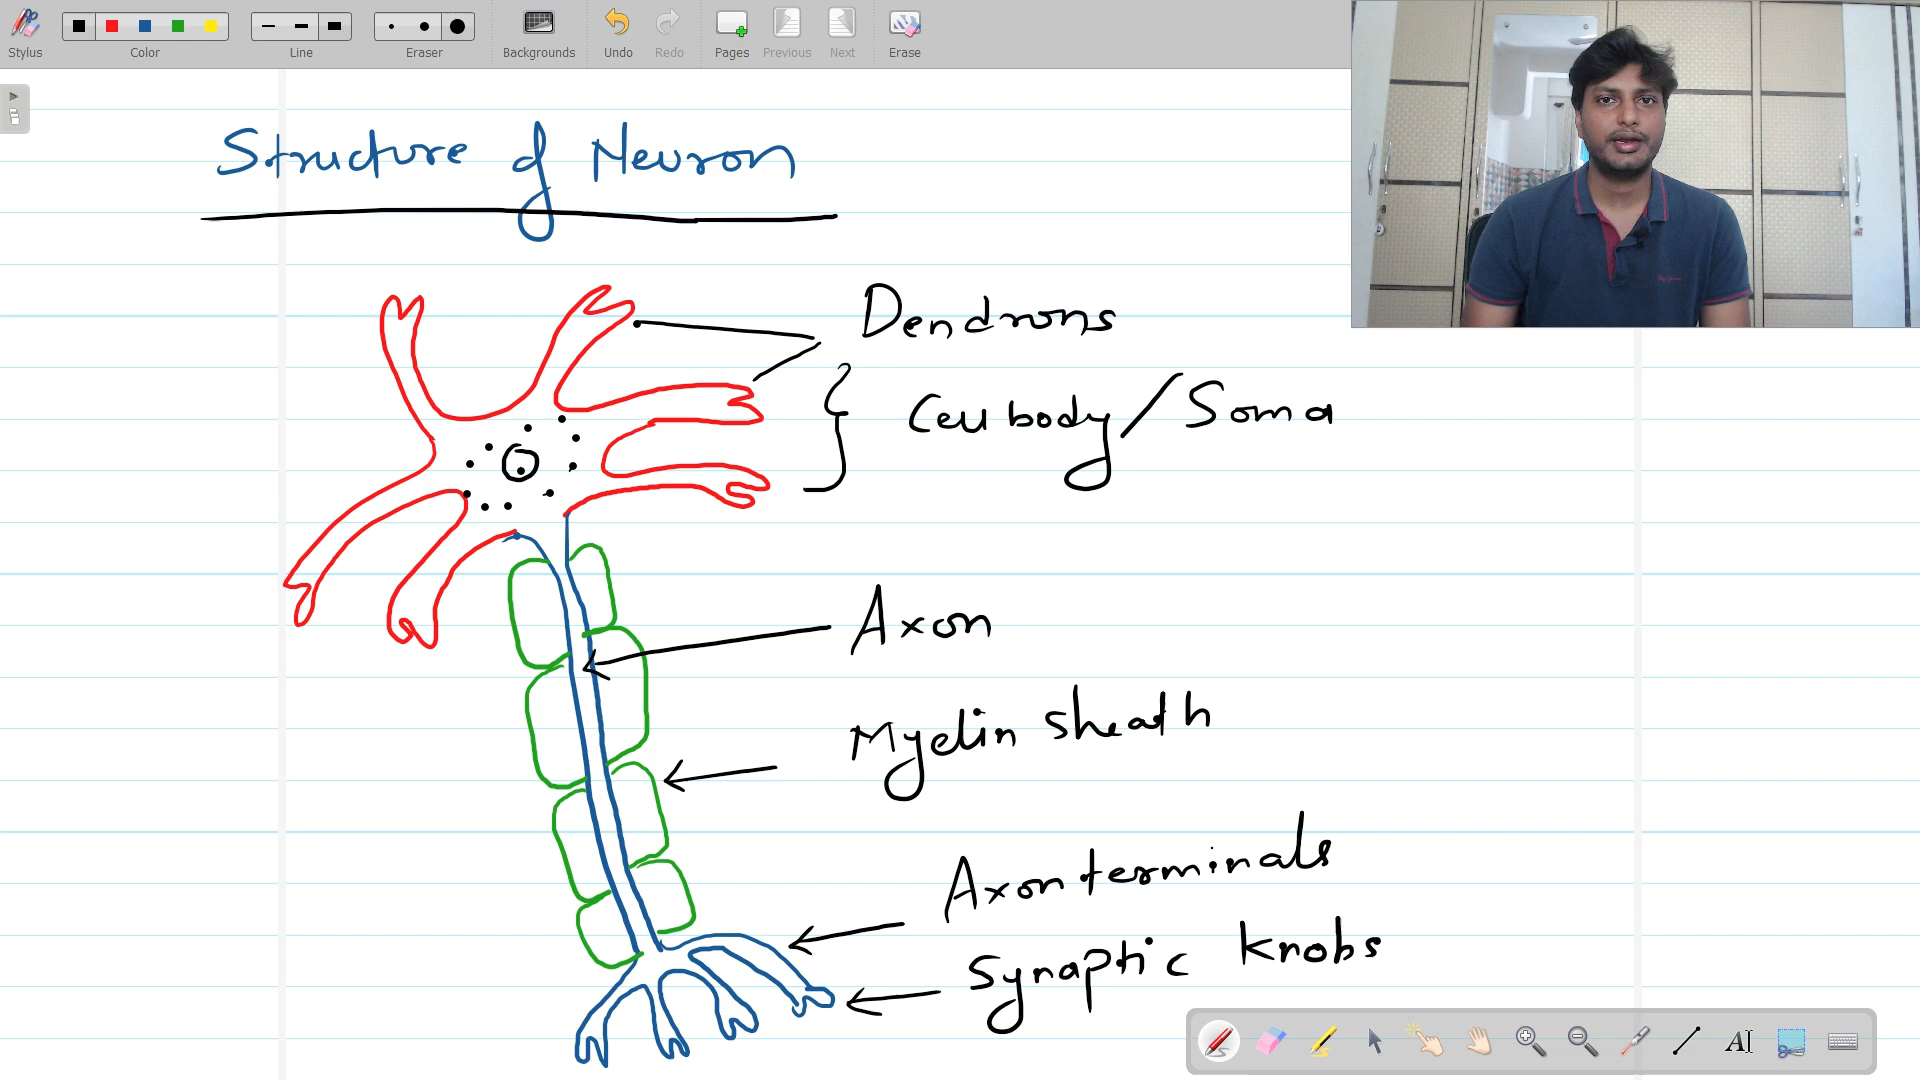 Stylus
Color
Line
Eraser
Backgrounds
Undo
Redo
Pages
Previous
Next
Erase
Structure of Neuron
Dendrons
Cell body/Soma
Axon
Myelin sheath
Axon terminals
Synaptic Knobs
AI